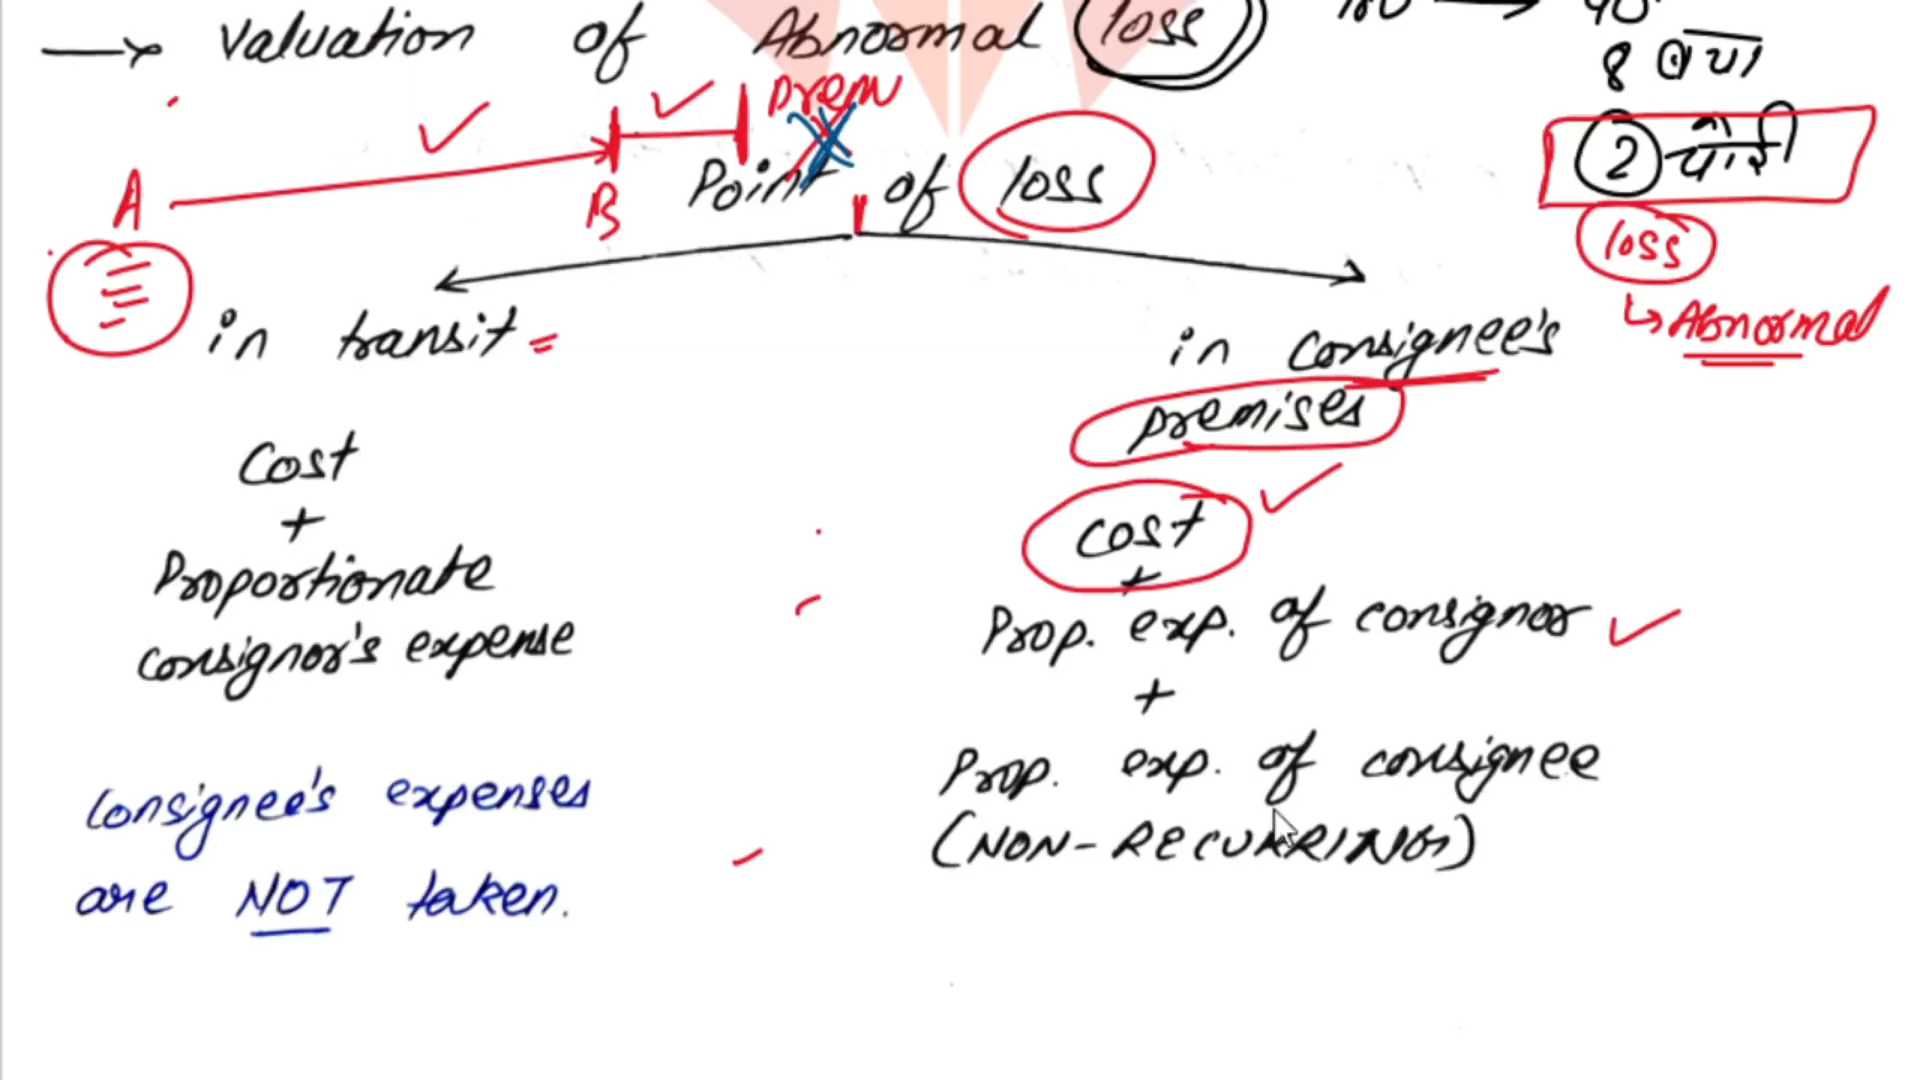 → Valuation of Abnormal loss
8
2 चोरी
loss
↳ Abnormal
Prem
A
B
Point of loss
in transit =
in consignee's
premises
Cost
+
Proportionate
consignor's expense
Consignee's expenses
are NOT taken.
cost
+
Prop. exp. of consignor
+
Prop. exp. of consignee
(NON-RECURRING)